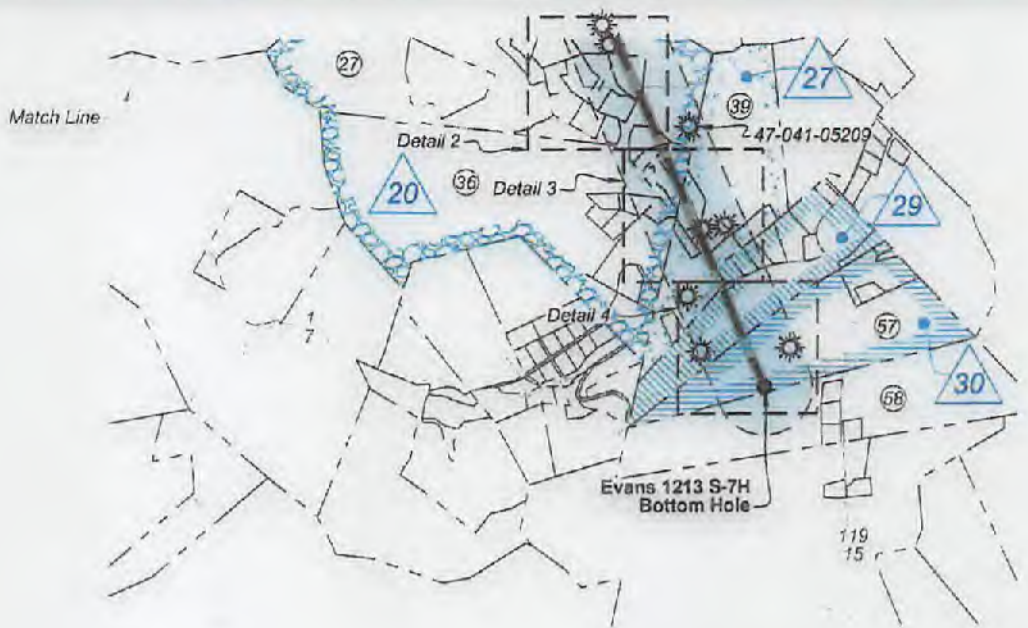 27
27
39
Match Line
47-041-05209
Detail 2
20
36
Detail 3
29
Detail 4
1
7
57
30
58
Evans 1213 S-7H
Bottom Hole
119
15